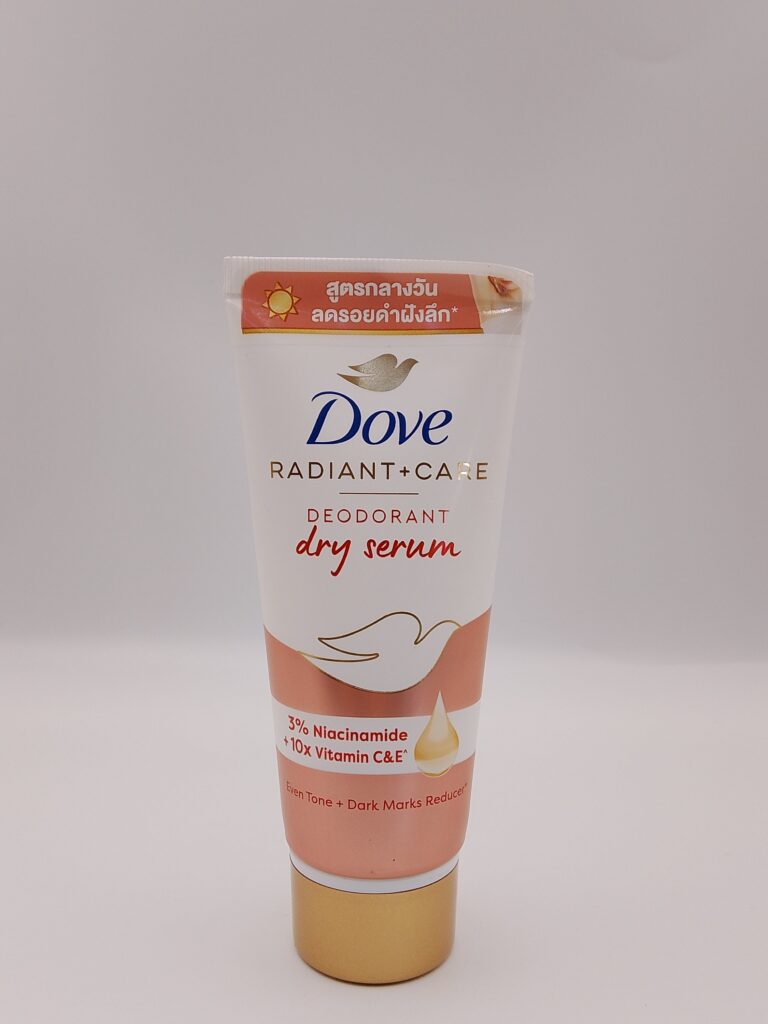 สูตรกลางวัน
ลดรอยดำฝังลึก*
Dove
RADIANT+CARE
DEODORANT
dry serum
3% Niacinamide
+10x Vitamin C&E^
Even Tone + Dark Marks Reducer*